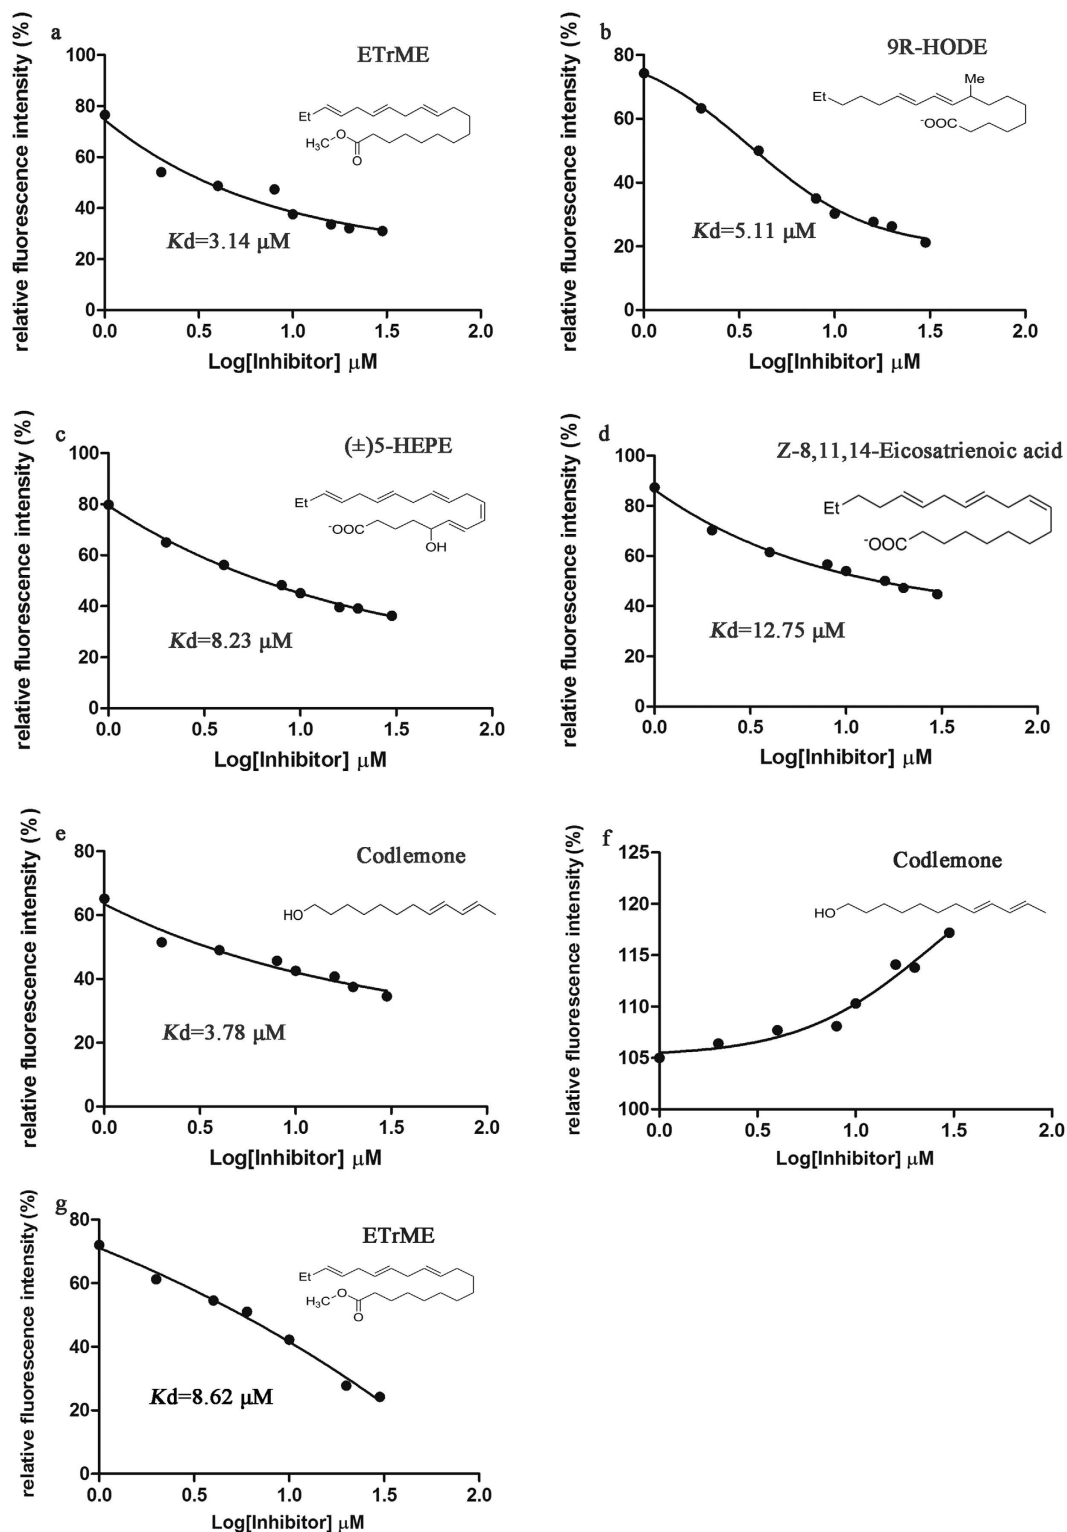 a
ETrME
relative fluorescence intensity (%)
100
80
60
40
20
0
Et
H₃C
O
O
Kd=3.14 μM
0.0 0.5 1.0 1.5 2.0
Log[Inhibitor] μM
b
9R-HODE
relative fluorescence intensity (%)
80
60
40
20
0
Me
Et
⁻OOC
Kd=5.11 μM
0.0 0.5 1.0 1.5 2.0
Log[Inhibitor] μM
c
(±)5-HEPE
relative fluorescence intensity (%)
100
80
60
40
20
0
Et
⁻OOC
OH
Kd=8.23 μM
0.0 0.5 1.0 1.5 2.0
Log[Inhibitor] μM
d
Z-8,11,14-Eicosatrienoic acid
relative fluorescence intensity (%)
100
80
60
40
20
0
Et
⁻OOC
Kd=12.75 μM
0.0 0.5 1.0 1.5 2.0
Log[Inhibitor] μM
e
Codlemone
relative fluorescence intensity (%)
80
60
40
20
0
HO
Kd=3.78 μM
0.0 0.5 1.0 1.5 2.0
Log[Inhibitor] μM
f
Codlemone
relative fluorescence intensity (%)
125
120
115
110
105
100
HO
0.0 0.5 1.0 1.5 2.0
Log[Inhibitor] μM
g
ETrME
relative fluorescence intensity (%)
80
60
40
20
0
Et
H₃C
O
O
Kd=8.62 μM
0.0 0.5 1.0 1.5 2.0
Log[Inhibitor] μM